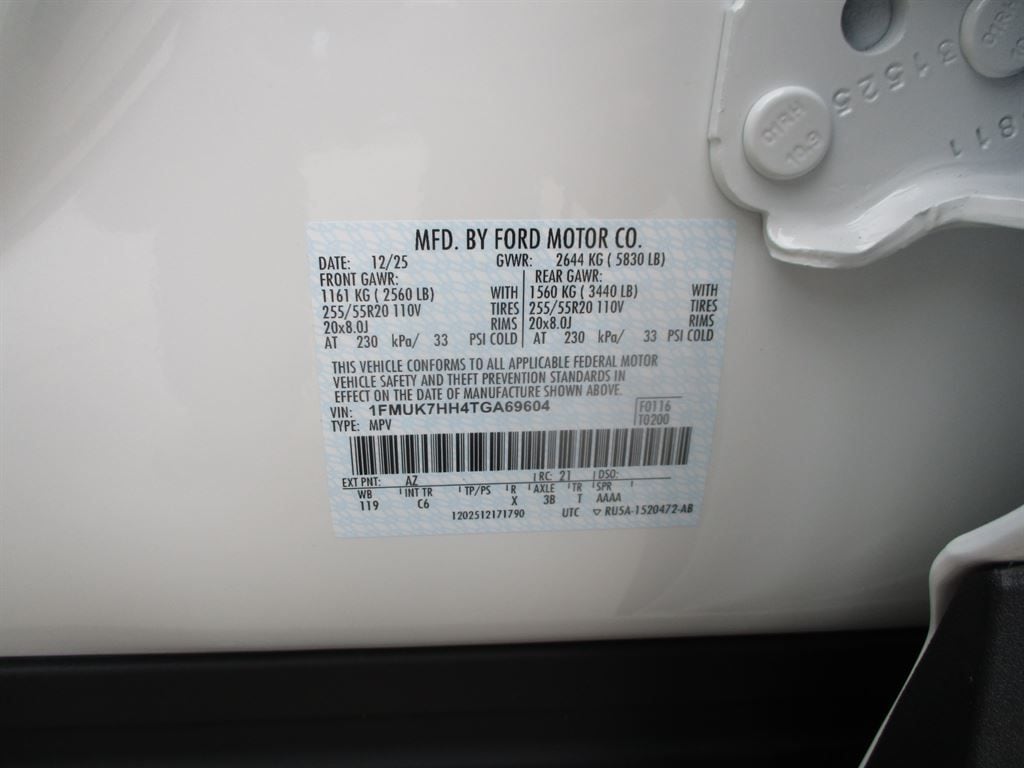 MFD. BY FORD MOTOR CO.
DATE: 12/25 GVWR: 2644 KG ( 5830 LB)
FRONT GAWR: REAR GAWR:
1161 KG ( 2560 LB) WITH 1560 KG ( 3440 LB) WITH
255/55R20 110V TIRES 255/55R20 110V TIRES
20x8.0J RIMS 20x8.0J RIMS
AT 230 kPa/ 33 PSI COLD AT 230 kPa/ 33 PSI COLD
THIS VEHICLE CONFORMS TO ALL APPLICABLE FEDERAL MOTOR
VEHICLE SAFETY AND THEFT PREVENTION STANDARDS IN
EFFECT ON THE DATE OF MANUFACTURE SHOWN ABOVE.
VIN: 1FMUK7HH4TGA69604 F0116
TYPE: MPV T0200
EXT PNT: AZ RC: 21 DSO:
WB INT TR TP/PS R AXLE TR SPR
119 C6 X 3B T AAAA
1202512171790 UTC ▽ RU5A-1520472-AB
31525
811
01RH
10.9